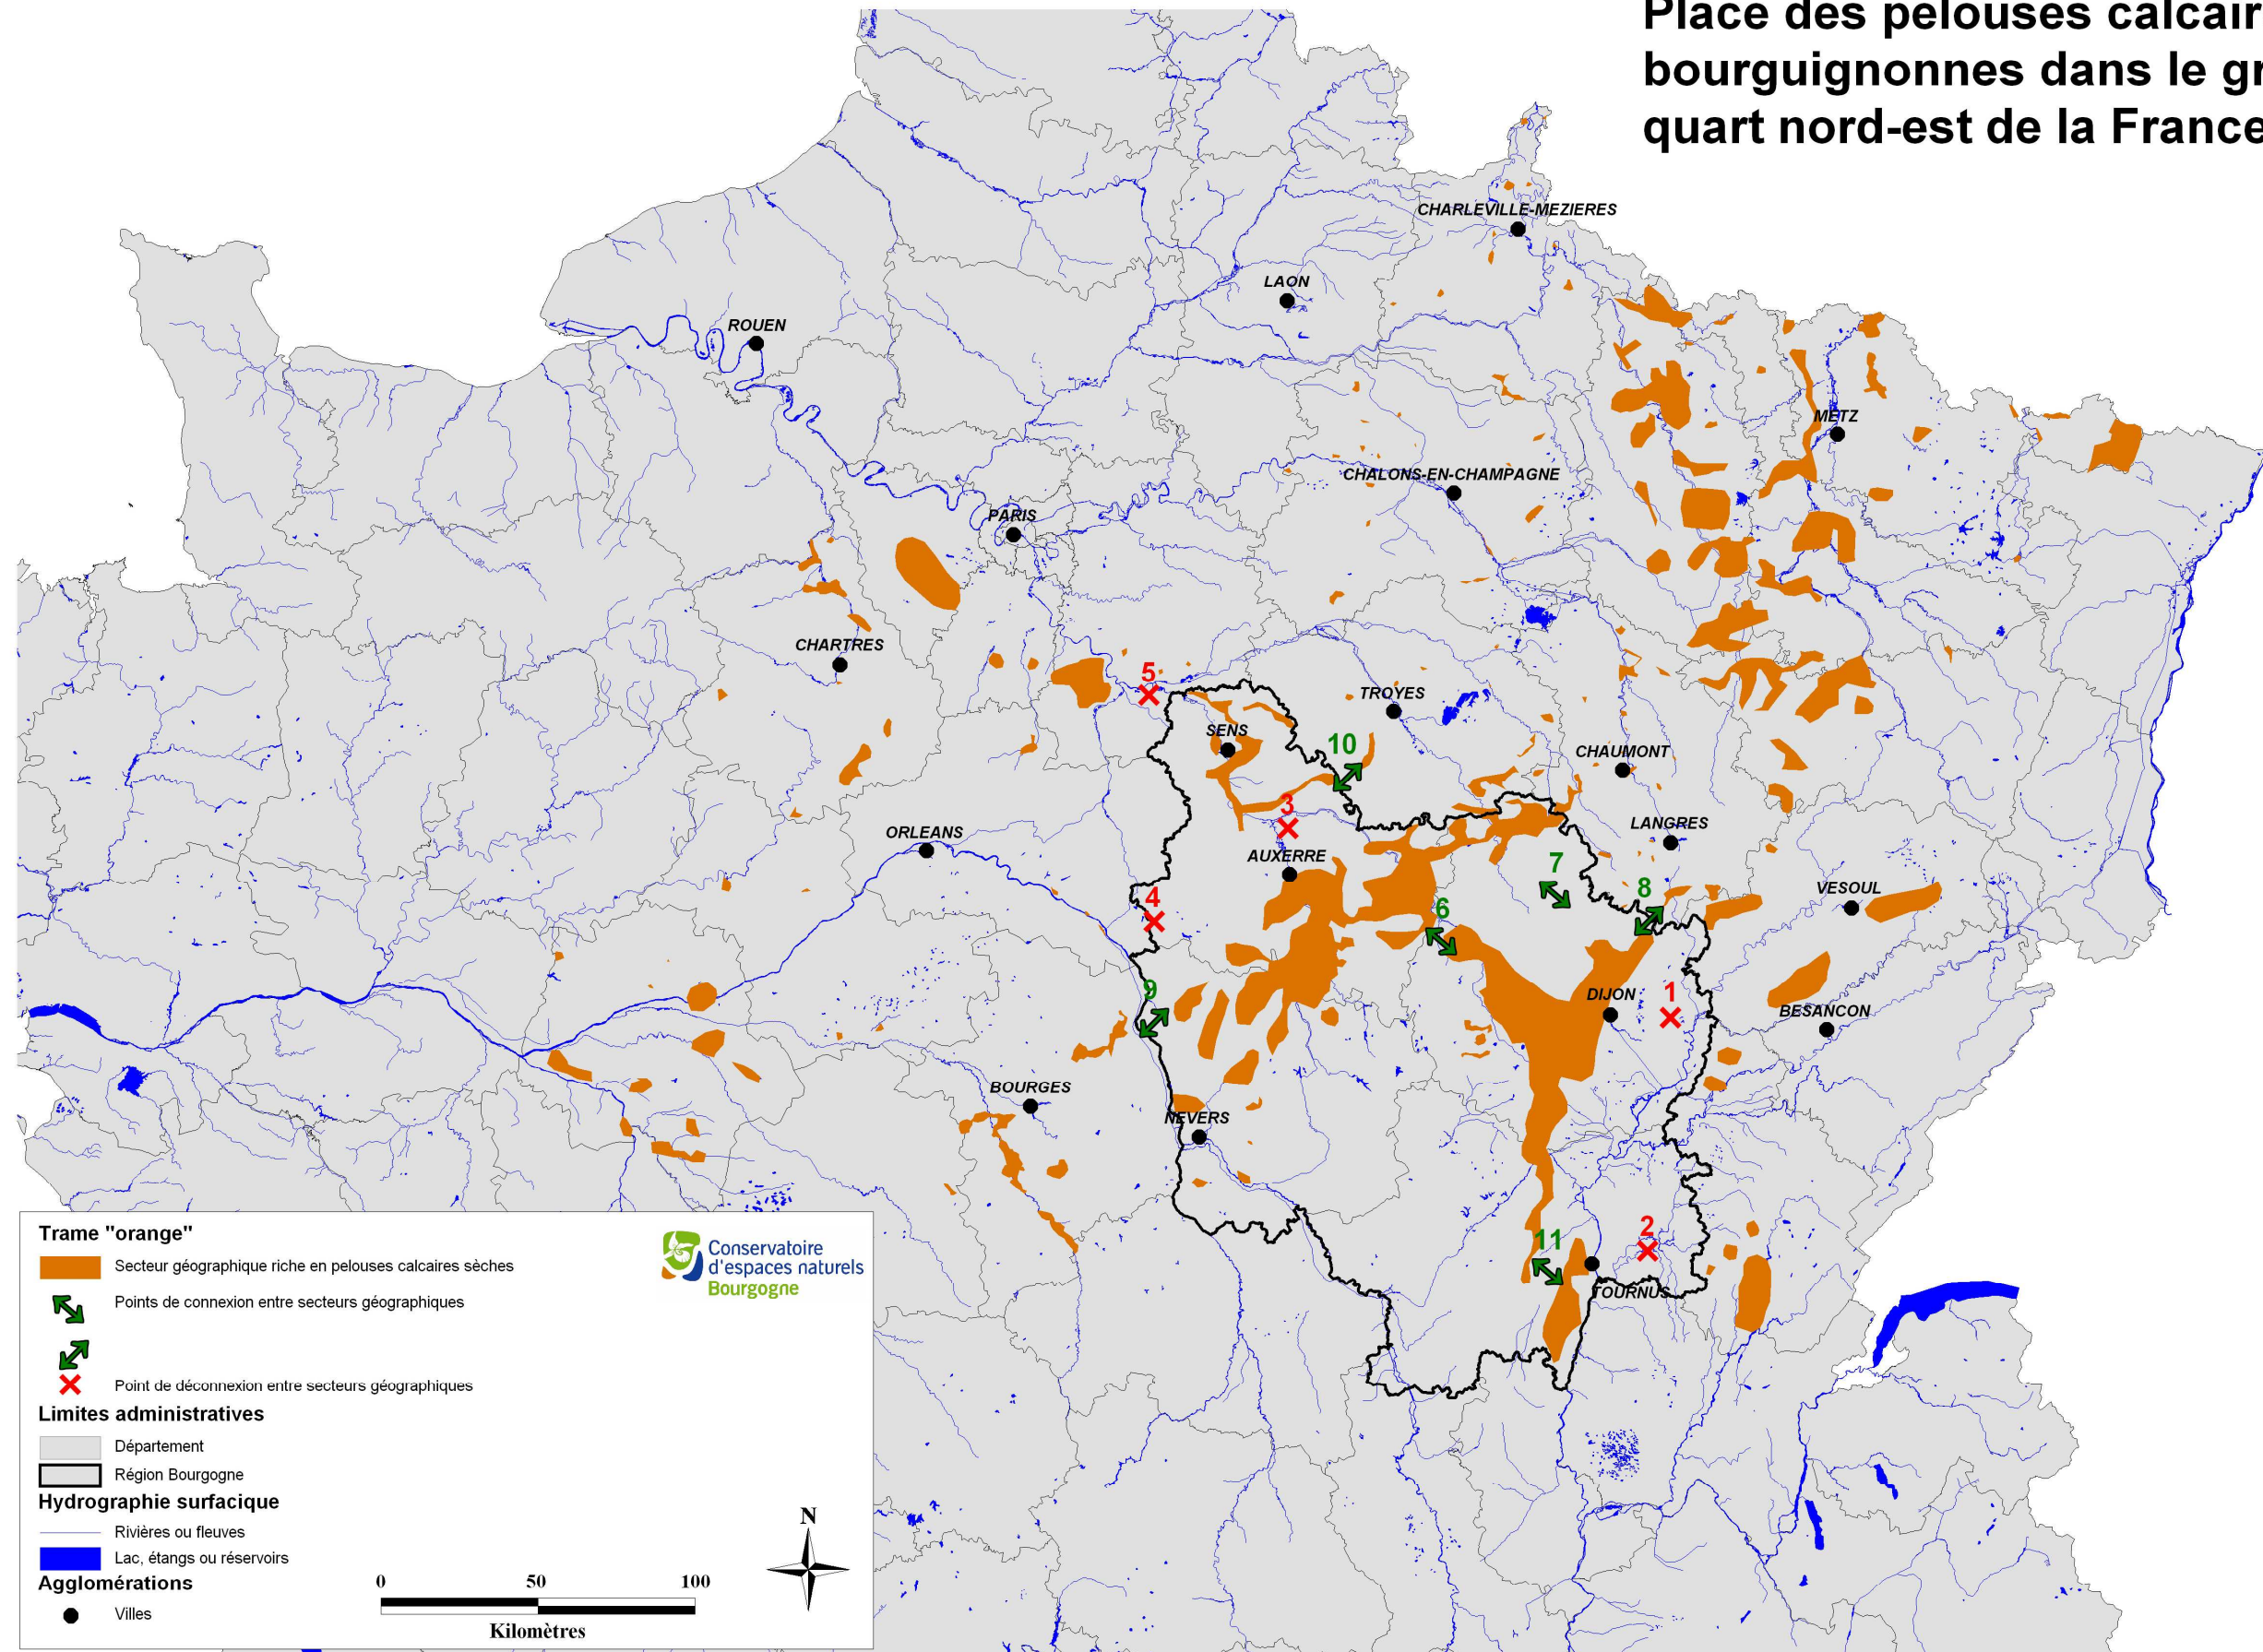 Place des pelouses calcair
bourguignonnes dans le gr
quart nord-est de la France
CHARLEVILLE-MEZIERES
LAON
ROUEN
METZ
CHALONS-EN-CHAMPAGNE
PARIS
CHARTRES
5
TROYES
SENS
10
CHAUMONT
3
LANGRES
ORLEANS
AUXERRE
7
8
VESOUL
4
6
9
DIJON
1
BESANCON
BOURGES
NEVERS
2
11
TOURNUS
Trame "orange"
Secteur géographique riche en pelouses calcaires sèches
Points de connexion entre secteurs géographiques
Point de déconnexion entre secteurs géographiques
Limites administratives
Département
Région Bourgogne
Hydrographie surfacique
Rivières ou fleuves
Lac, étangs ou réservoirs
Agglomérations
Villes
Conservatoire
d'espaces naturels
Bourgogne
0 50 100
Kilomètres
N